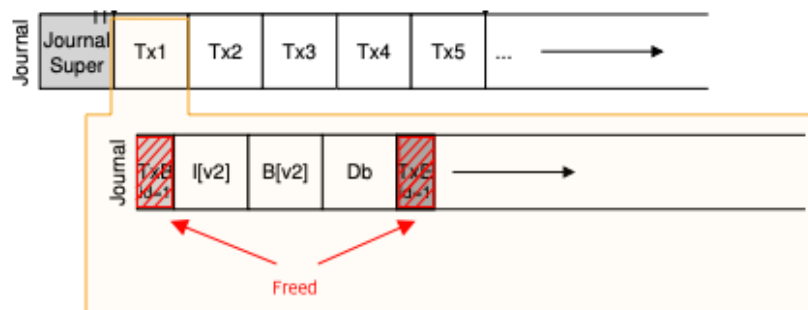 Journal
Journal
Super
Tx1
Tx2
Tx3
Tx4
Tx5
...
Journal
TxB
id=1
I[v2]
B[v2]
Db
TxE
id=1
Freed